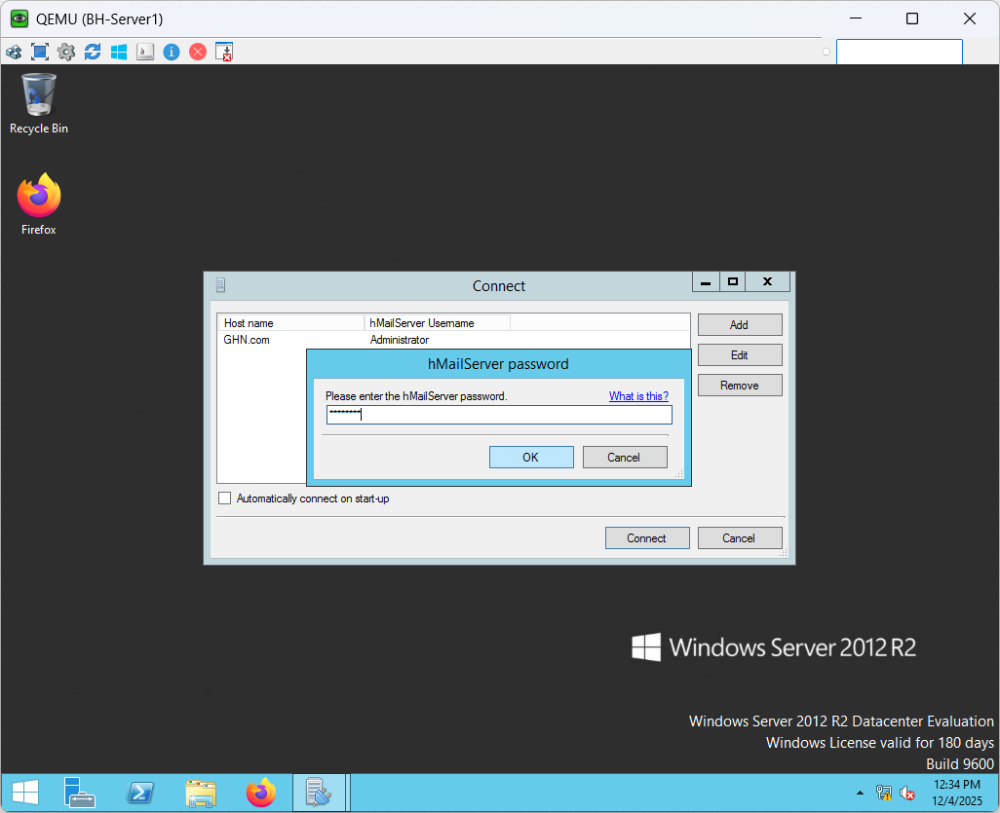 QEMU (BH-Server1)
Recycle Bin
Firefox
Connect
Host name hMailServer Username
GHN.com Administrator
Add
Edit
Remove
hMailServer password
Please enter the hMailServer password. What is this?
********
OK Cancel
Automatically connect on start-up
Connect Cancel
Windows Server 2012 R2
Windows Server 2012 R2 Datacenter Evaluation
Windows License valid for 180 days
Build 9600
12:34 PM
12/4/2025